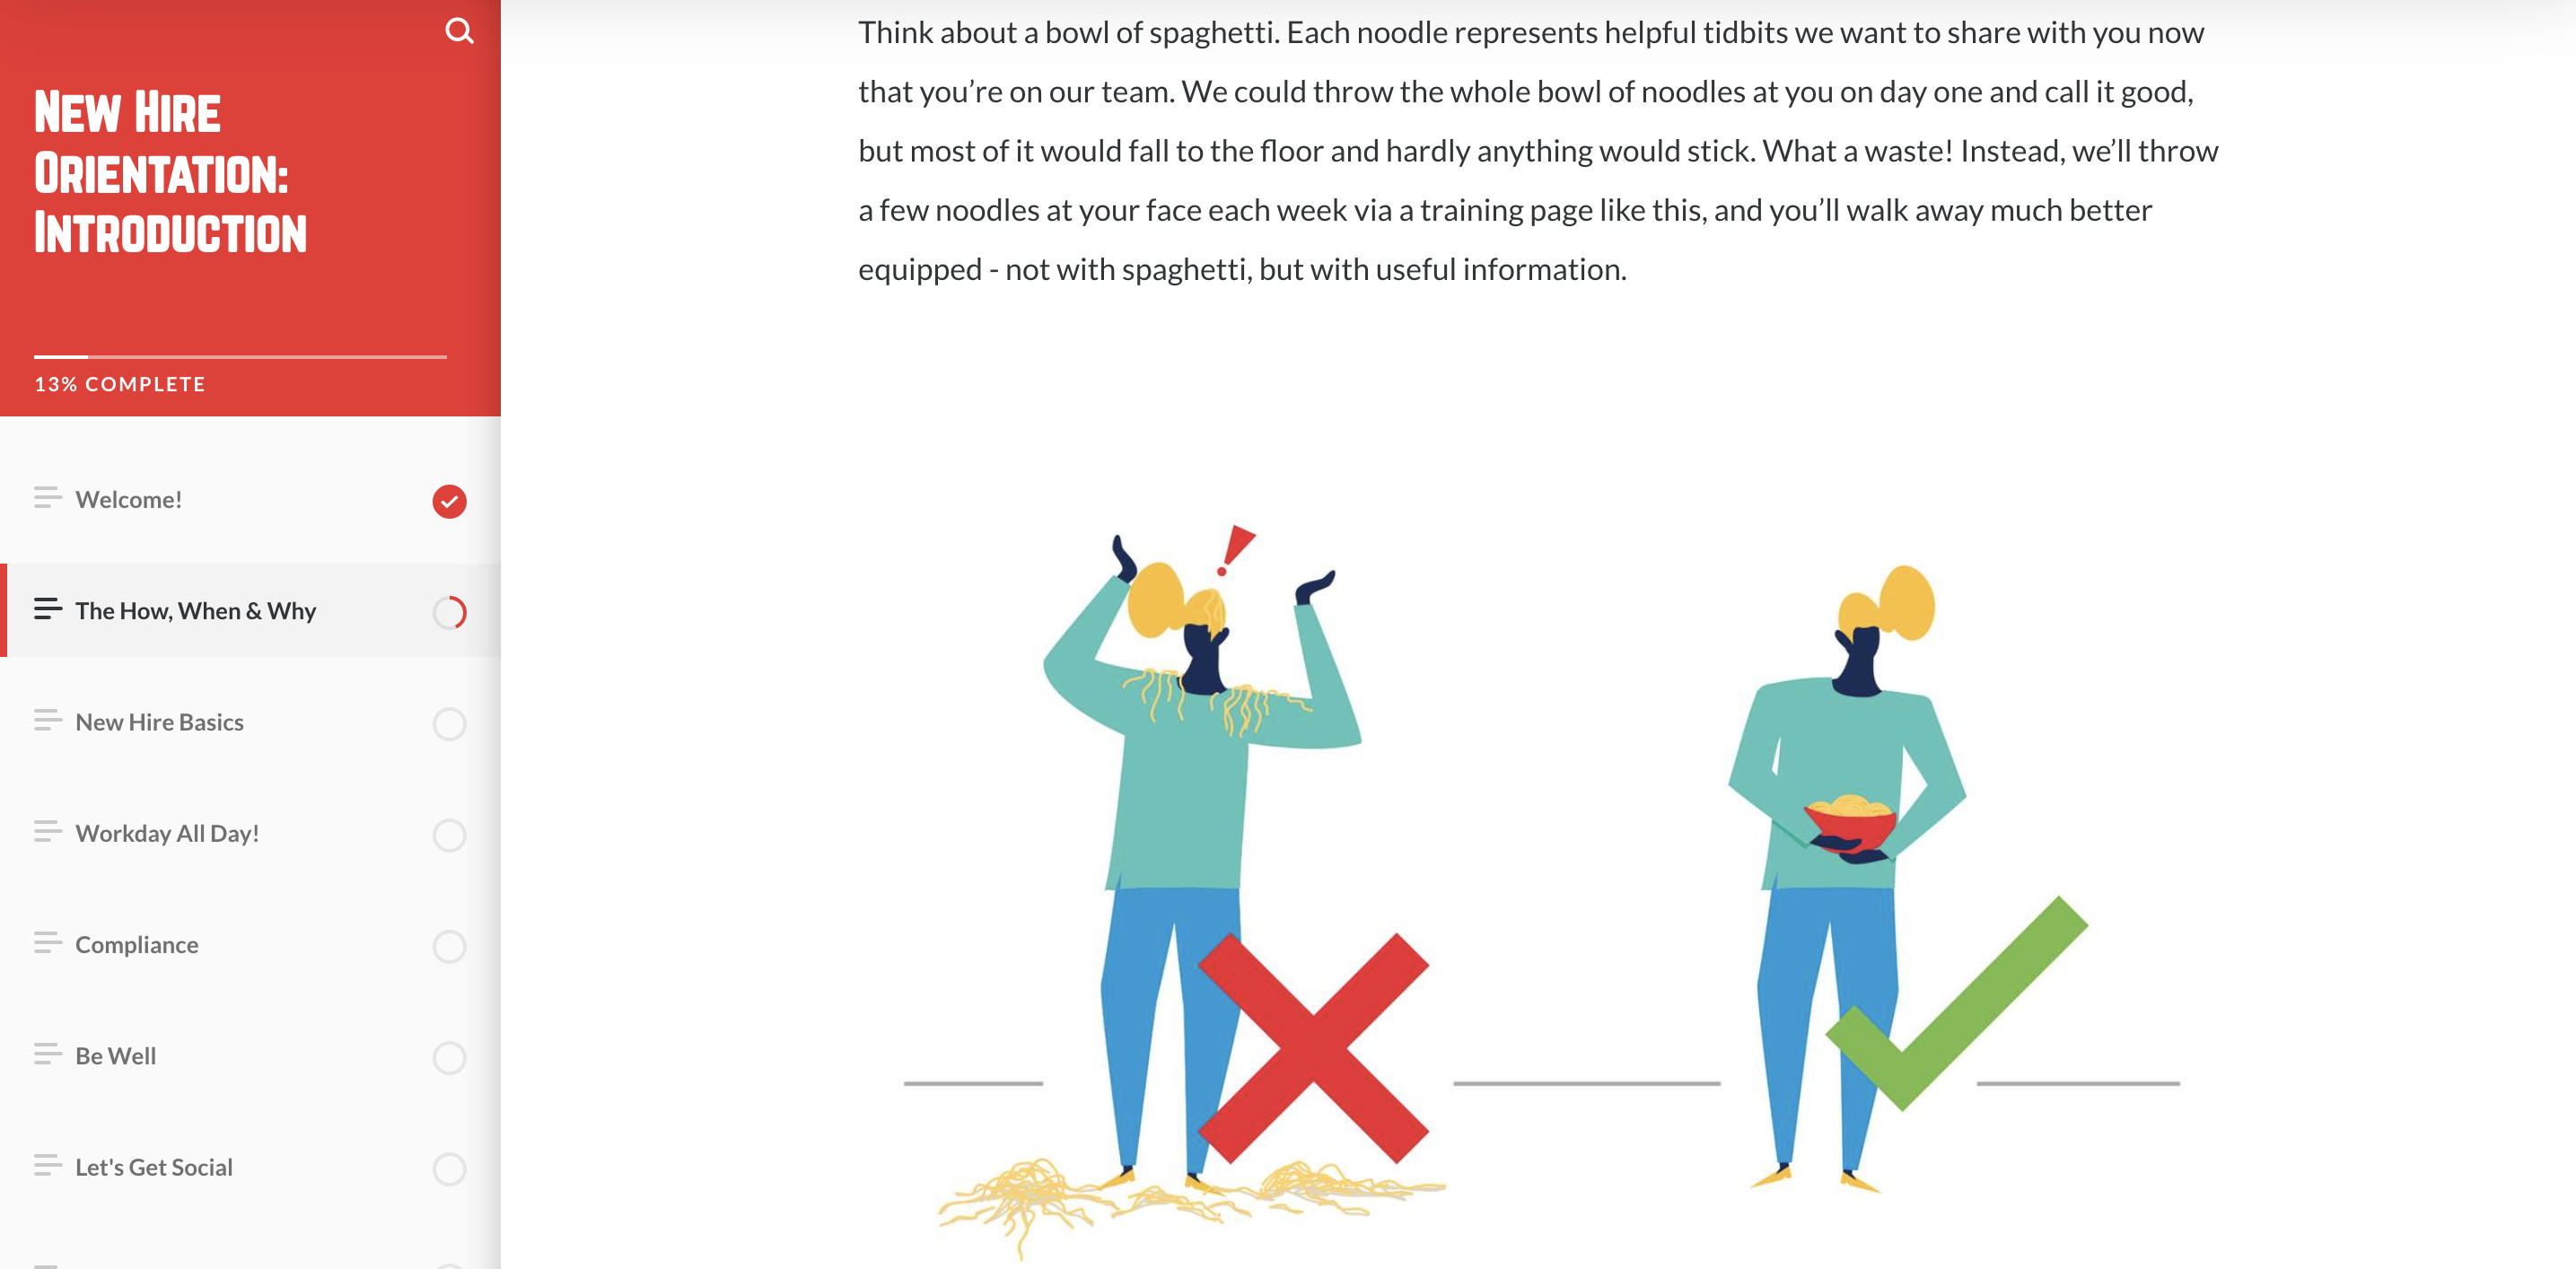 New Hire
Orientation:
Introduction
13% COMPLETE
Welcome!
The How, When & Why
New Hire Basics
Workday All Day!
Compliance
Be Well
Let's Get Social
Think about a bowl of spaghetti. Each noodle represents helpful tidbits we want to share with you now
that you’re on our team. We could throw the whole bowl of noodles at you on day one and call it good,
but most of it would fall to the floor and hardly anything would stick. What a waste! Instead, we’ll throw
a few noodles at your face each week via a training page like this, and you’ll walk away much better
equipped - not with spaghetti, but with useful information.